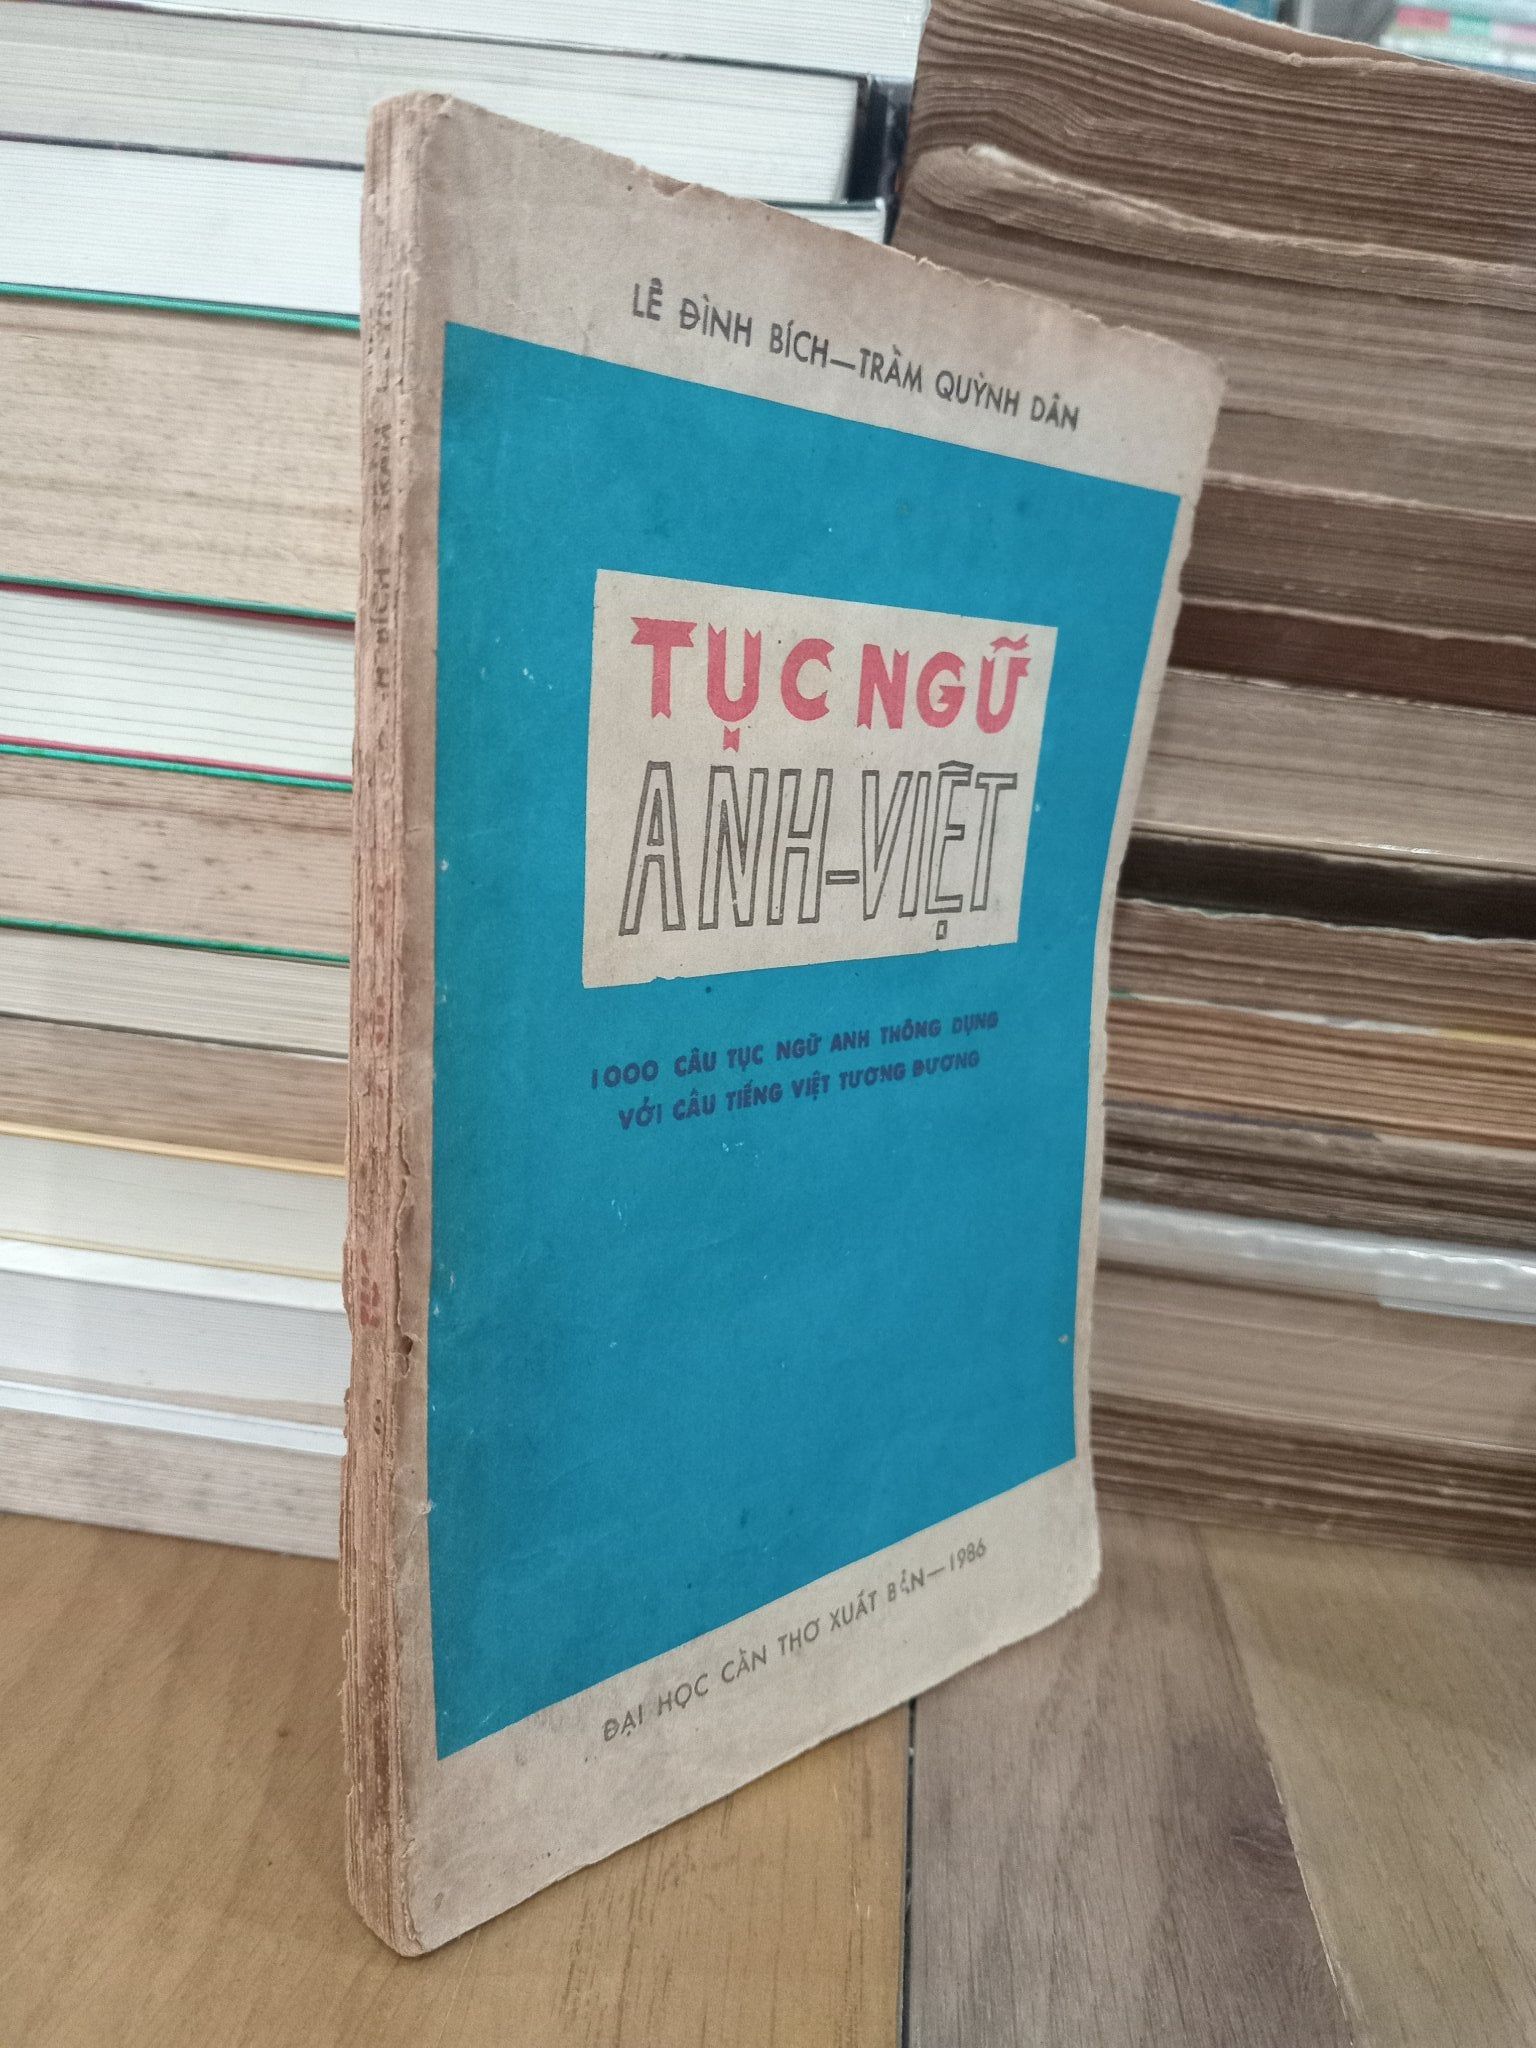 LÊ ĐÌNH BÍCH—TRẦM QUỲNH DÂN
TỤC NGỮ
ANH-VIỆT
1000 CÂU TỤC NGỮ ANH THÔNG DỤNG
VỚI CÂU TIẾNG VIỆT TƯƠNG ĐƯƠNG
ĐẠI HỌC CẦN THƠ XUẤT BẢN—1986